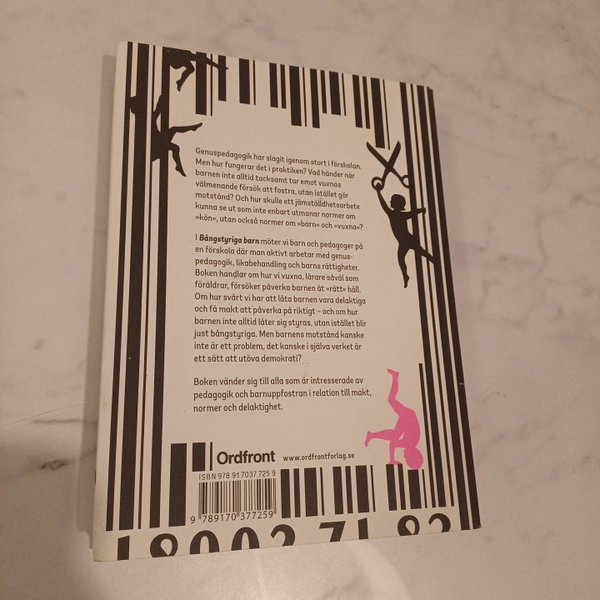 Genuspedagogik har slagit igenom stort i förskolan.
Men hur fungerar det i praktiken? Vad händer när
barnen inte alltid tacksamt tar emot vuxnas
välmenande försök att fostra, utan istället gör
motstånd? Och hur skulle ett jämställdhetsarbete
kunna se ut som inte enbart utmanar normer om
»kön«, utan också normer om »barn« och »vuxna«?
I Bångstyriga barn möter vi barn och pedagoger på
en förskola där man aktivt arbetar med genus-
pedagogik, likabehandling och barns rättigheter.
Boken handlar om hur vi vuxna, lärare såväl som
föräldrar, försöker påverka barnen åt »rätt« håll.
Om hur svårt vi har att låta barnen vara delaktiga
och få makt att påverka på riktigt – och om hur
barnen inte alltid låter sig styras, utan istället blir
just bångstyriga. Men barnens motstånd kanske
inte är ett problem, det kanske i själva verket är
ett sätt att utöva demokrati?
Boken vänder sig till alla som är intresserade av
pedagogik och barnuppfostran i relation till makt,
normer och delaktighet.
Ordfront www.ordfrontforlag.se
ISBN 978 91 7037 725 9
9 789170 377259